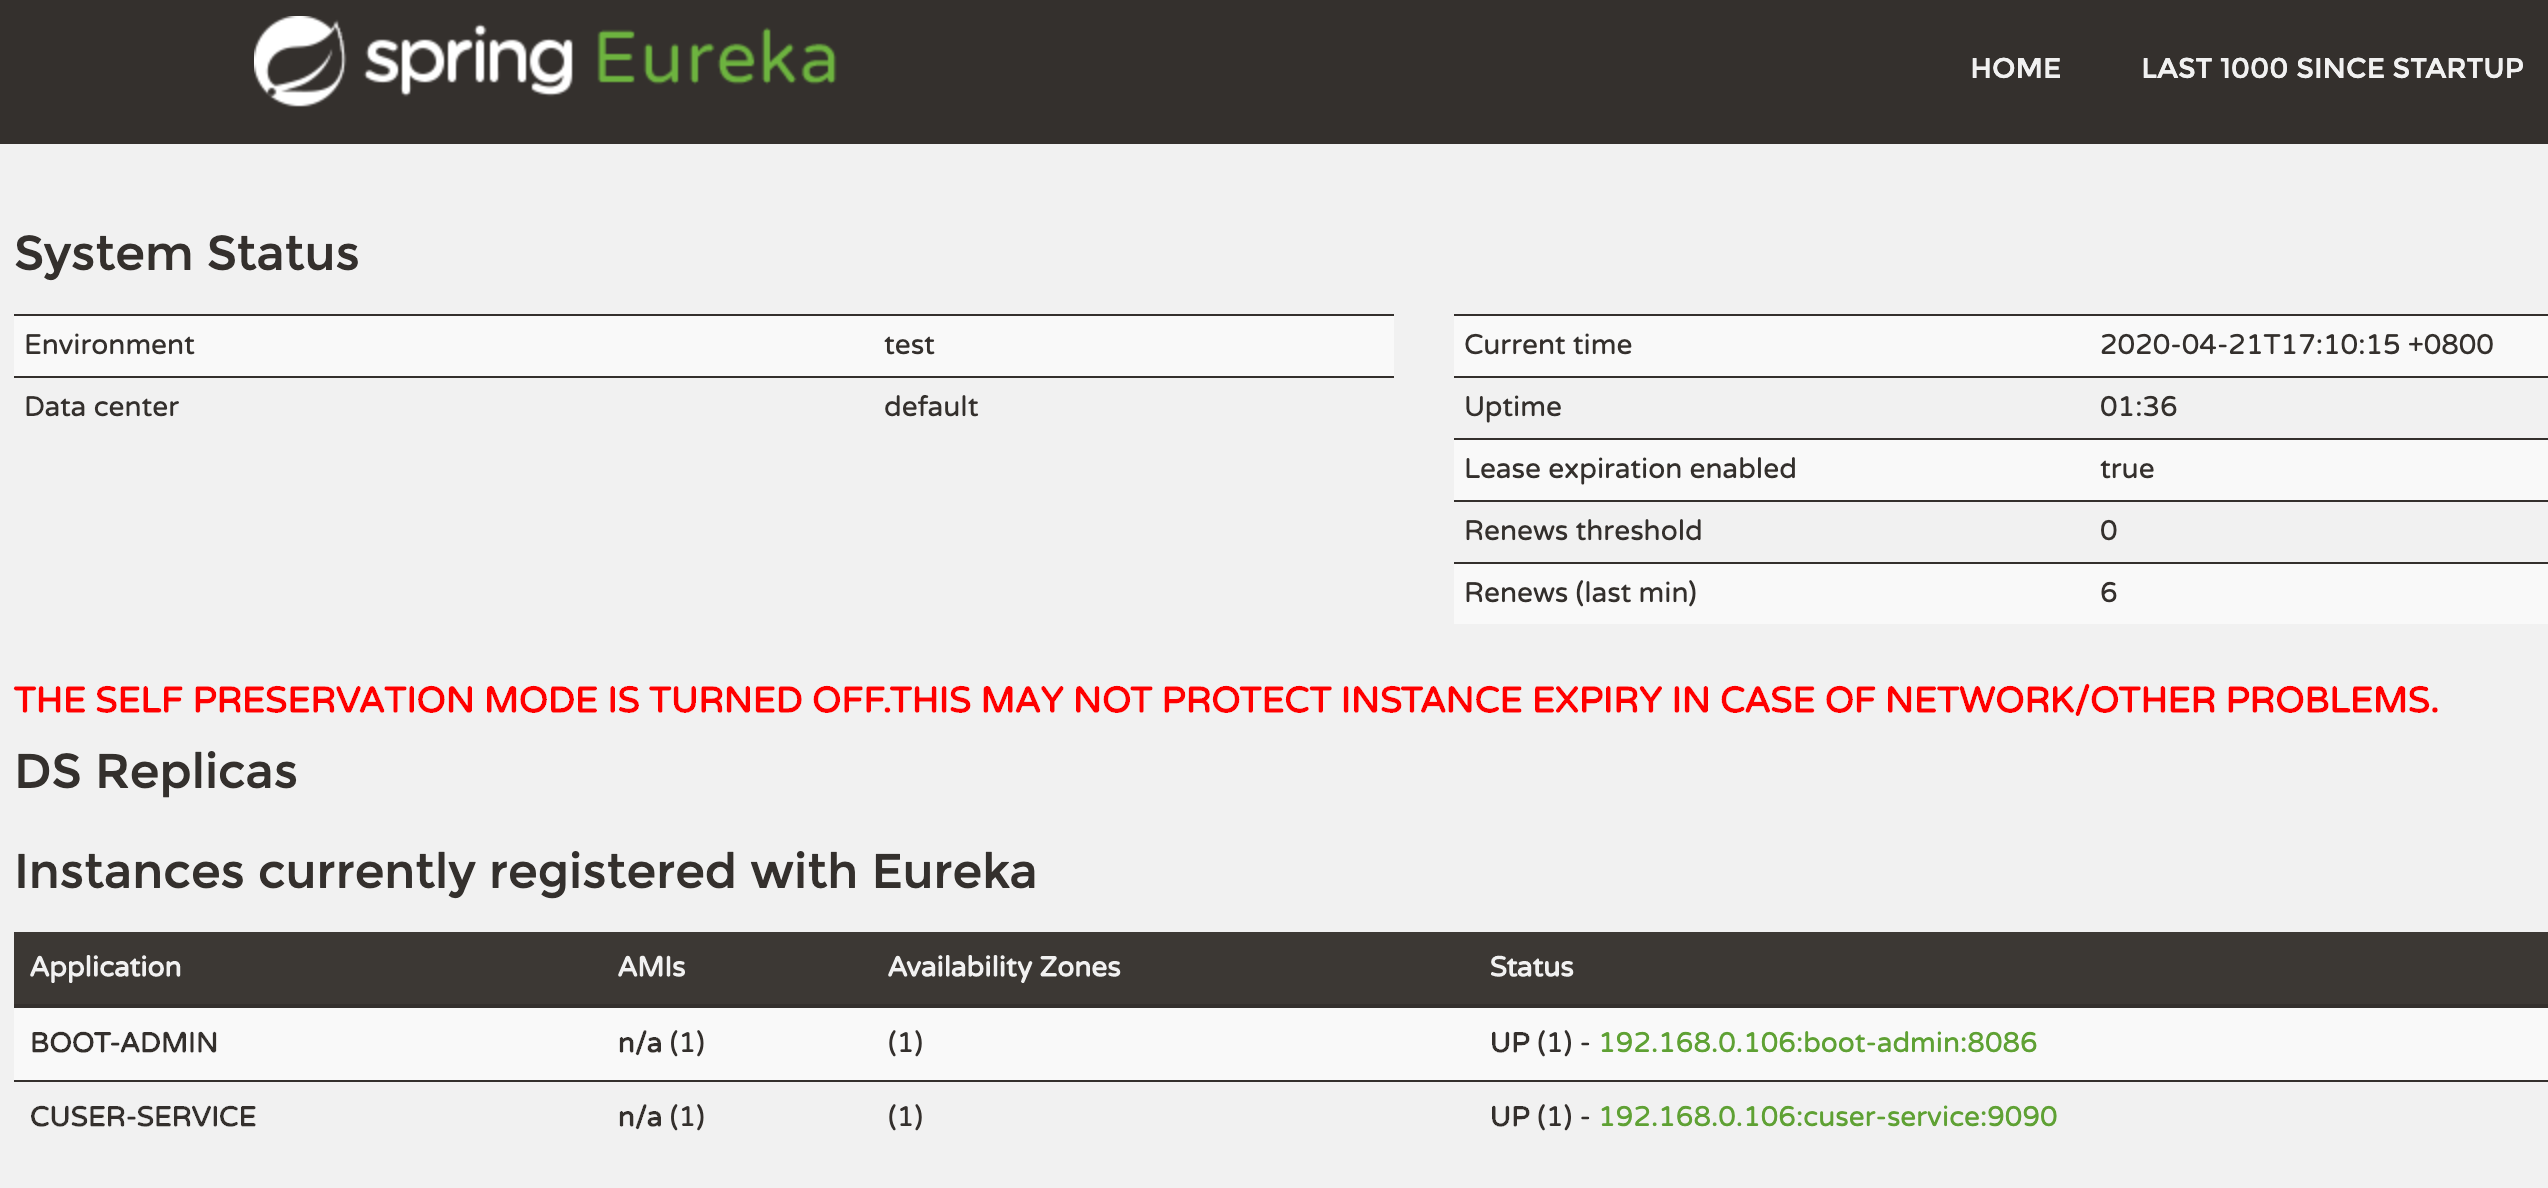 spring Eureka
HOME LAST 1000 SINCE STARTUP
System Status
Environment test
Data center default
Current time 2020-04-21T17:10:15 +0800
Uptime 01:36
Lease expiration enabled true
Renews threshold 0
Renews (last min) 6
THE SELF PRESERVATION MODE IS TURNED OFF.THIS MAY NOT PROTECT INSTANCE EXPIRY IN CASE OF NETWORK/OTHER PROBLEMS.
DS Replicas
Instances currently registered with Eureka
Application AMIs Availability Zones Status
BOOT-ADMIN n/a (1) (1) UP (1) - 192.168.0.106:boot-admin:8086
CUSER-SERVICE n/a (1) (1) UP (1) - 192.168.0.106:cuser-service:9090